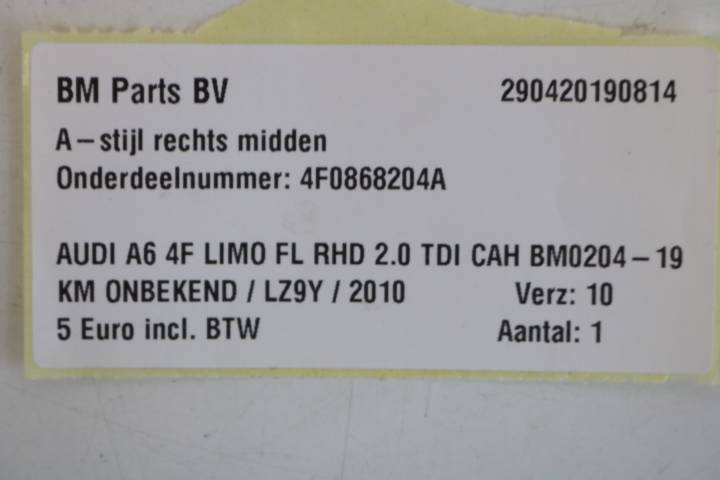 BM Parts BV 290420190814
A-stijl rechts midden
Onderdeelnummer: 4F0868204A
AUDI A6 4F LIMO FL RHD 2.0 TDI CAH BM0204-19
KM ONBEKEND / LZ9Y / 2010 Verz: 10
5 Euro incl. BTW Aantal: 1